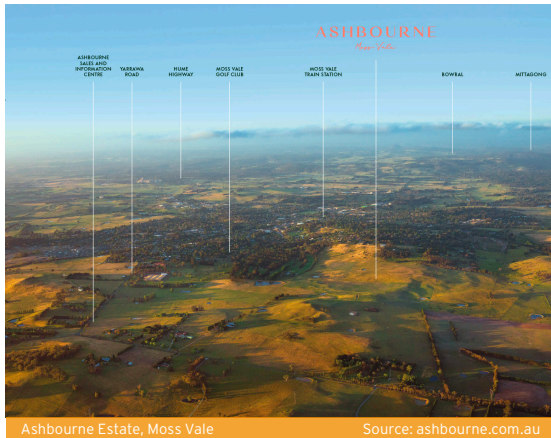 ASHBOURNE
Moss Vale
ASHBOURNE
SALES AND
INFORMATION
CENTRE
YARRAWA
ROAD
HUME
HIGHWAY
MOSS VALE
GOLF CLUB
MOSS VALE
TRAIN STATION
BOWRAL
MITTAGONG
Ashbourne Estate, Moss Vale
Source: ashbourne.com.au